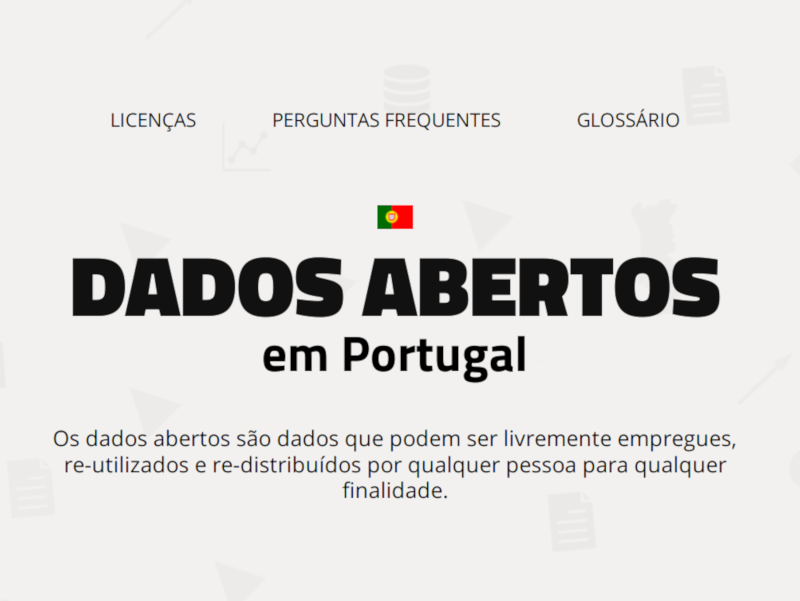 LICENÇAS PERGUNTAS FREQUENTES GLOSSÁRIO
DADOS ABERTOS
em Portugal
Os dados abertos são dados que podem ser livremente empregues,
re-utilizados e re-distribuídos por qualquer pessoa para qualquer
finalidade.